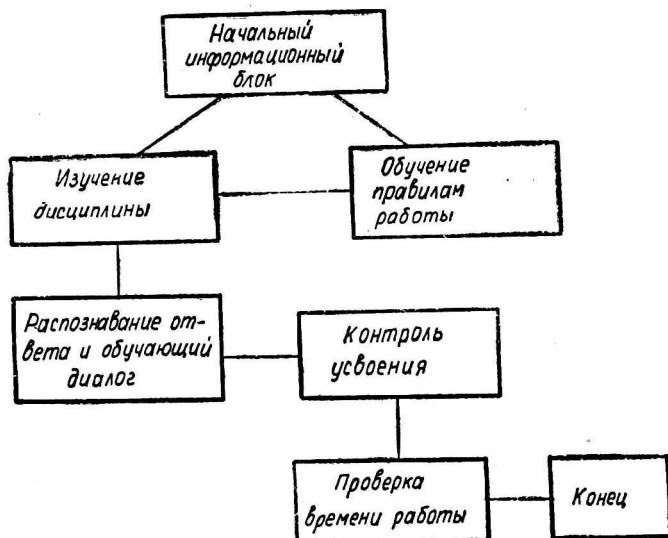 Начальный
информационный
блок
Изучение
дисциплины
Обучение
правилам
работы
Распознавание от-
вета и обучающий
диалог
Контроль
усвоения
Проверка
времени работы
Конец